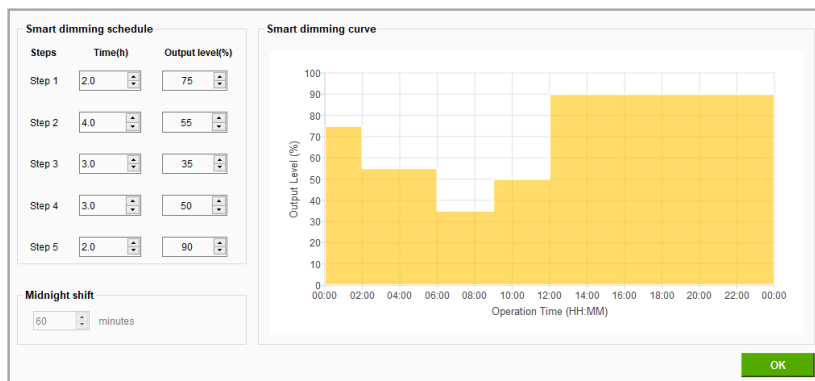 Smart dimming schedule
Steps Time(h) Output level(%)
Step 1 2.0 75
Step 2 4.0 55
Step 3 3.0 35
Step 4 3.0 50
Step 5 2.0 90
Midnight shift
60 minutes
Smart dimming curve
100
90
80
70
60
50
40
30
20
10
0
Output Level (%)
00:00 02:00 04:00 06:00 08:00 10:00 12:00 14:00 16:00 18:00 20:00 22:00 00:00
Operation Time (HH:MM)
OK